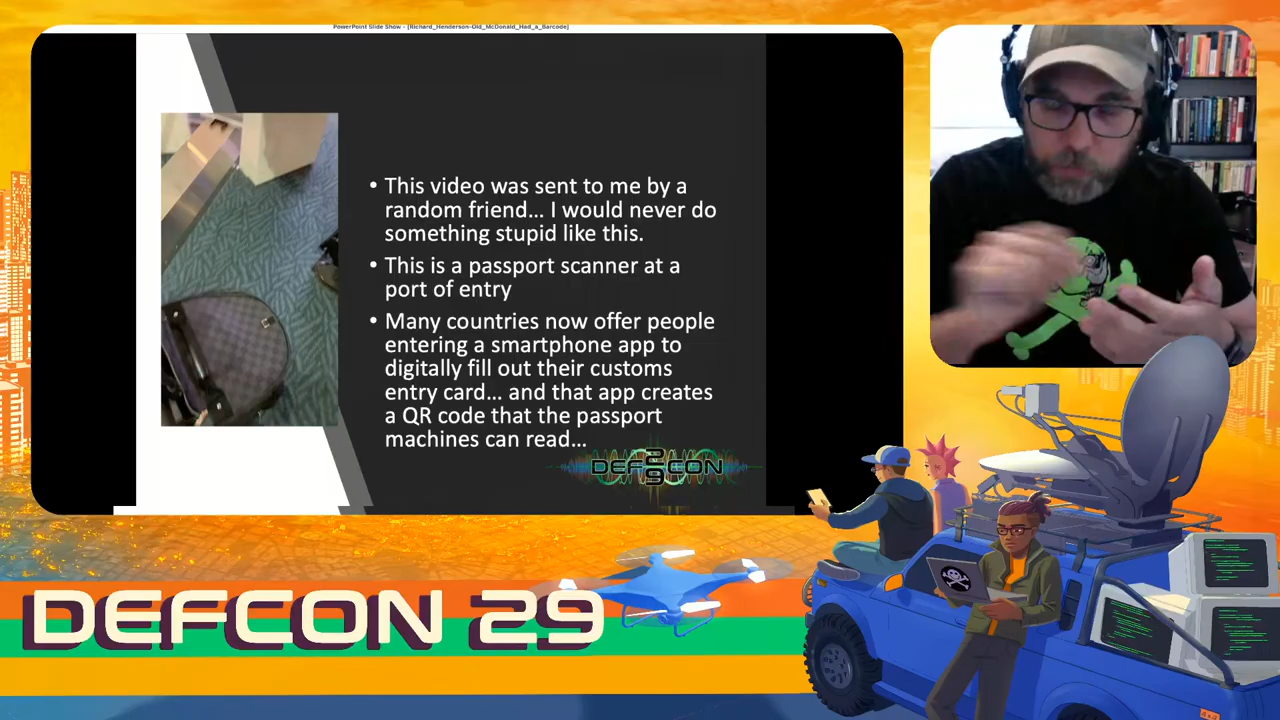 PowerPoint Slide Show - [Richard_Henderson-Old_McDonald_Had_a_Barcode]
• This video was sent to me by a
random friend... I would never do
something stupid like this.
• This is a passport scanner at a
port of entry
• Many countries now offer people
entering a smartphone app to
digitally fill out their customs
entry card... and that app creates
a QR code that the passport
machines can read...
DEFCON
29
DEFCON 29